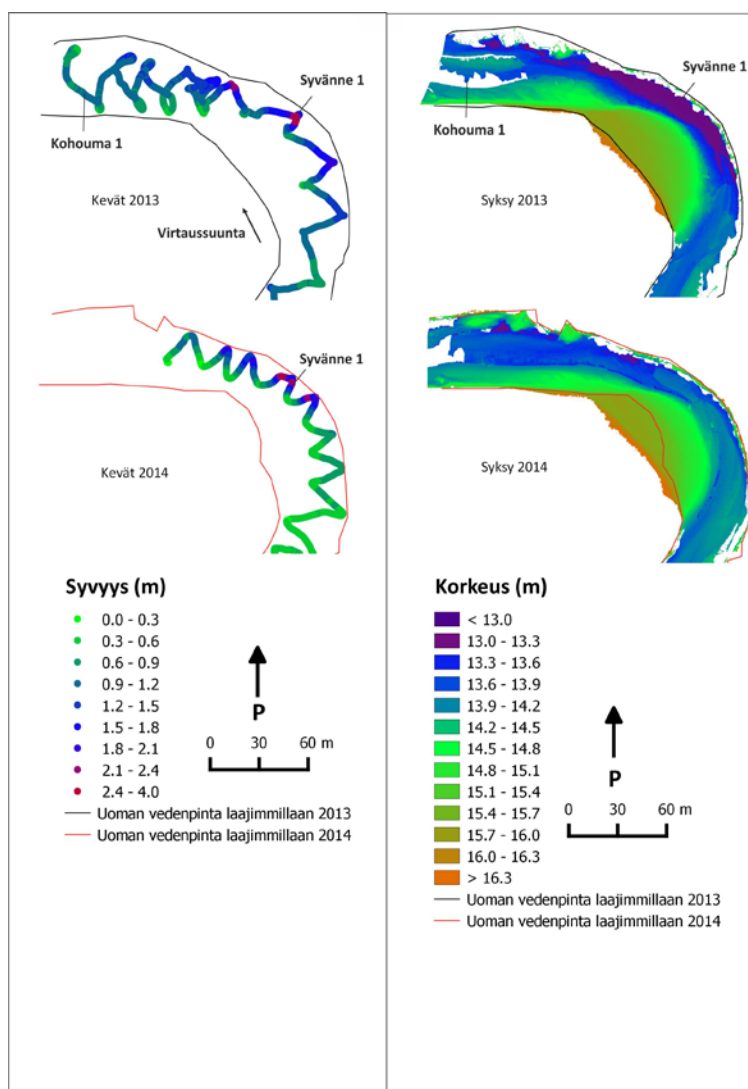 Syvänne 1
Kohouma 1
Kevät 2013
Virtaussuunta
Syvänne 1
Kevät 2014
Syvyys (m)
0.0 - 0.3
0.3 - 0.6
0.6 - 0.9
0.9 - 1.2
1.2 - 1.5
1.5 - 1.8
1.8 - 2.1
2.1 - 2.4
2.4 - 4.0
P
0 30 60 m
Uoman vedenpinta laajimmillaan 2013
Uoman vedenpinta laajimmillaan 2014
Syvänne 1
Kohouma 1
Syksy 2013
Syksy 2014
Korkeus (m)
< 13.0
13.0 - 13.3
13.3 - 13.6
13.6 - 13.9
13.9 - 14.2
14.2 - 14.5
14.5 - 14.8
14.8 - 15.1
15.1 - 15.4
15.4 - 15.7
15.7 - 16.0
16.0 - 16.3
> 16.3
P
0 30 60 m
Uoman vedenpinta laajimmillaan 2013
Uoman vedenpinta laajimmillaan 2014